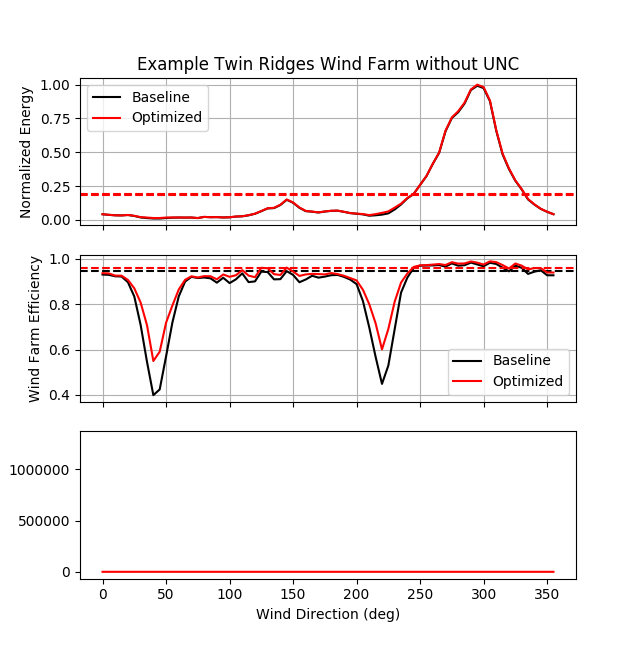 Example Twin Ridges Wind Farm without UNC
1.00
0.75
0.50
0.25
0.00
Normalized Energy
Baseline
Optimized
1.0
0.8
0.6
0.4
Wind Farm Efficiency
Baseline
Optimized
1000000
500000
0
0 50 100 150 200 250 300 350
Wind Direction (deg)